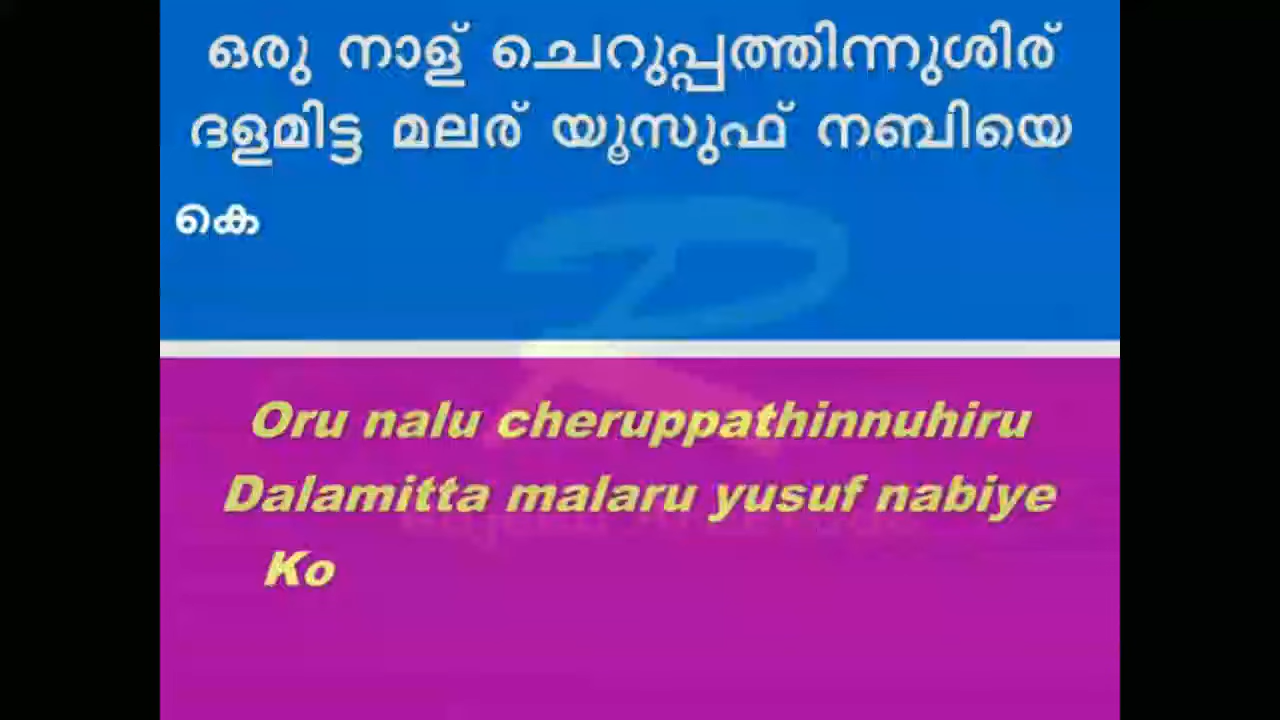 ഒരു നാള് ചെറുപ്പത്തിന്നുശിര്
ദളമിട്ട മലര് യൂസുഫ് നബിയെ
കെ
Oru nalu cheruppathinnuhiru
Dalamitta malaru yusuf nabiye
Ko